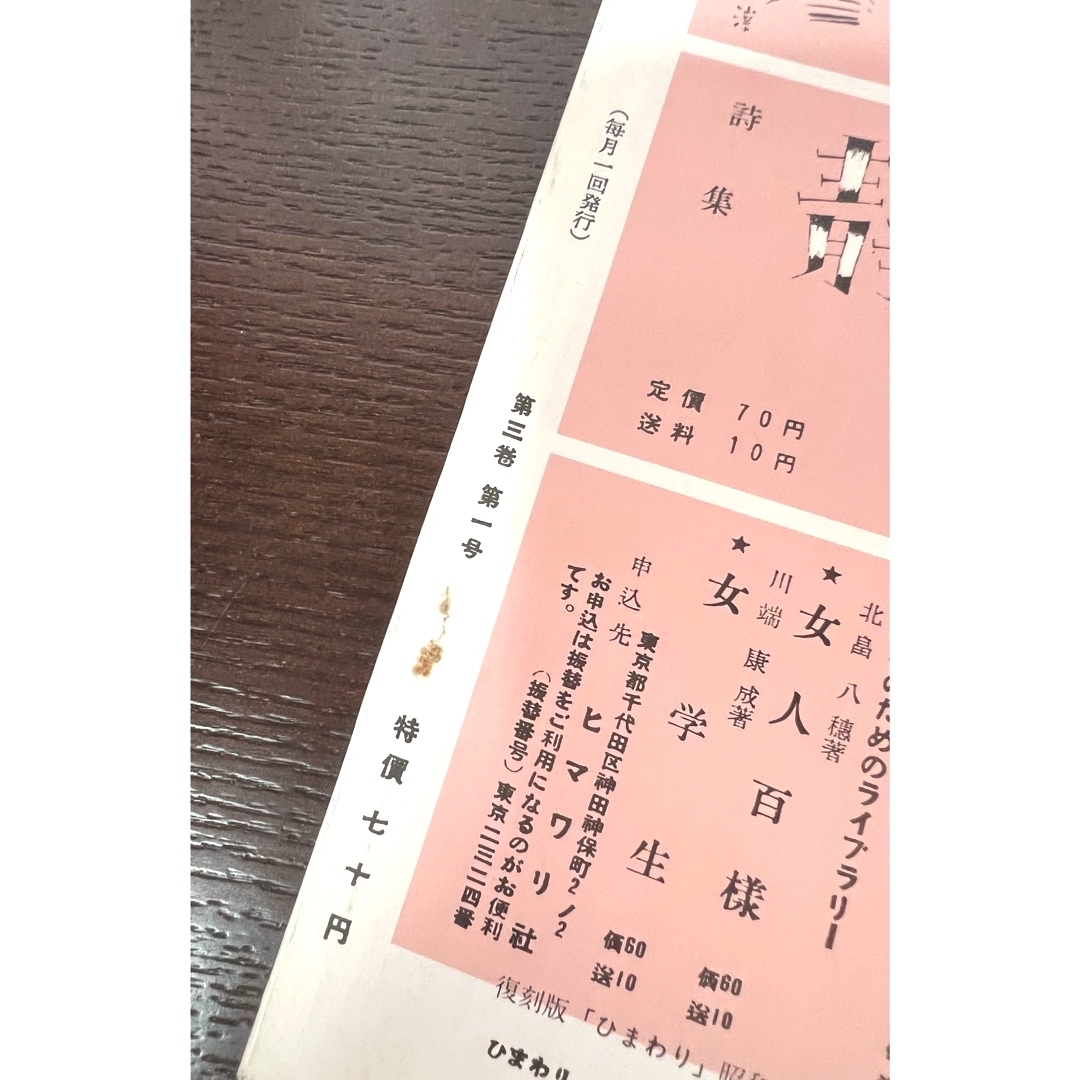 詩集
定價 70円
送料 10円
のためのライブラリー
北畠八穗著
★女人百様
価60
送10
川端康成著
★女学生
価60
送10
申込先
東京都千代田区神田神保町2ノ2
ヒマワリ社
お申込は振替をご利用になるのがお便利
です。(振替番号)東京二三二四番
(毎月一回発行)
第三巻 第一号
特價 七十円
復刻版「ひまわり」昭和
ひまわり